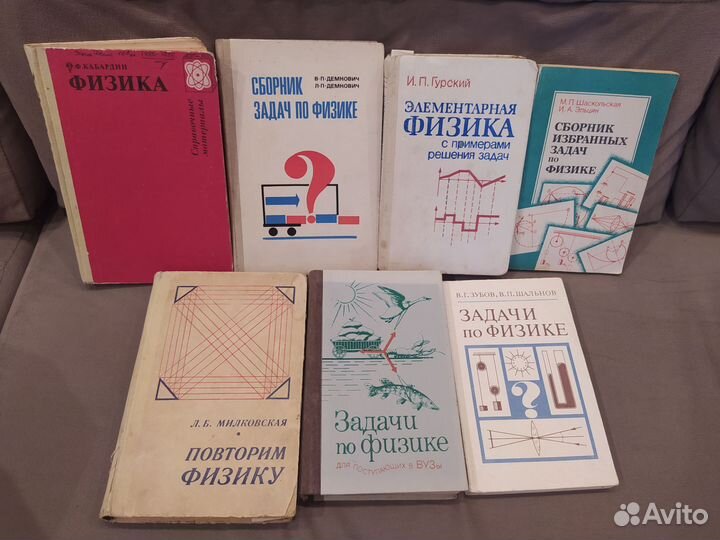 О.Ф.КАБАРДИН
ФИЗИКА
Справочные
материалы
В·П·ДЕМКОВИЧ
Л·П·ДЕМКОВИЧ
СБОРНИК
ЗАДАЧ ПО ФИЗИКЕ
И. П. Гурский
ЭЛЕМЕНТАРНАЯ
ФИЗИКА
с примерами
решения задач
М. П. Шаскольская
И. А. Эльцин
СБОРНИК
ИЗБРАННЫХ
ЗАДАЧ
по
ФИЗИКЕ
Л. Б. МИЛКОВСКАЯ
ПОВТОРИМ
ФИЗИКУ
Задачи
по физике
для поступающих в ВУЗы
В. Г. ЗУБОВ, В. П. ШАЛЬНОВ
ЗАДАЧИ
ПО ФИЗИКЕ
Avito